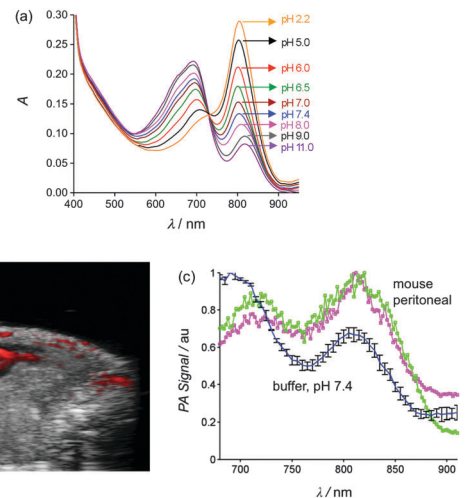 (a)
0.30
0.25
0.20
0.15
0.10
0.05
0.00
A
pH 2.2
pH 5.0
pH 6.0
pH 6.5
pH 7.0
pH 7.4
pH 8.0
pH 9.0
pH 11.0
400 500 600 700 800 900
λ / nm
(c)
1
0.8
0.6
0.4
0.2
0
PA Signal / au
mouse
peritoneal
buffer, pH 7.4
700 750 800 850 900
λ / nm